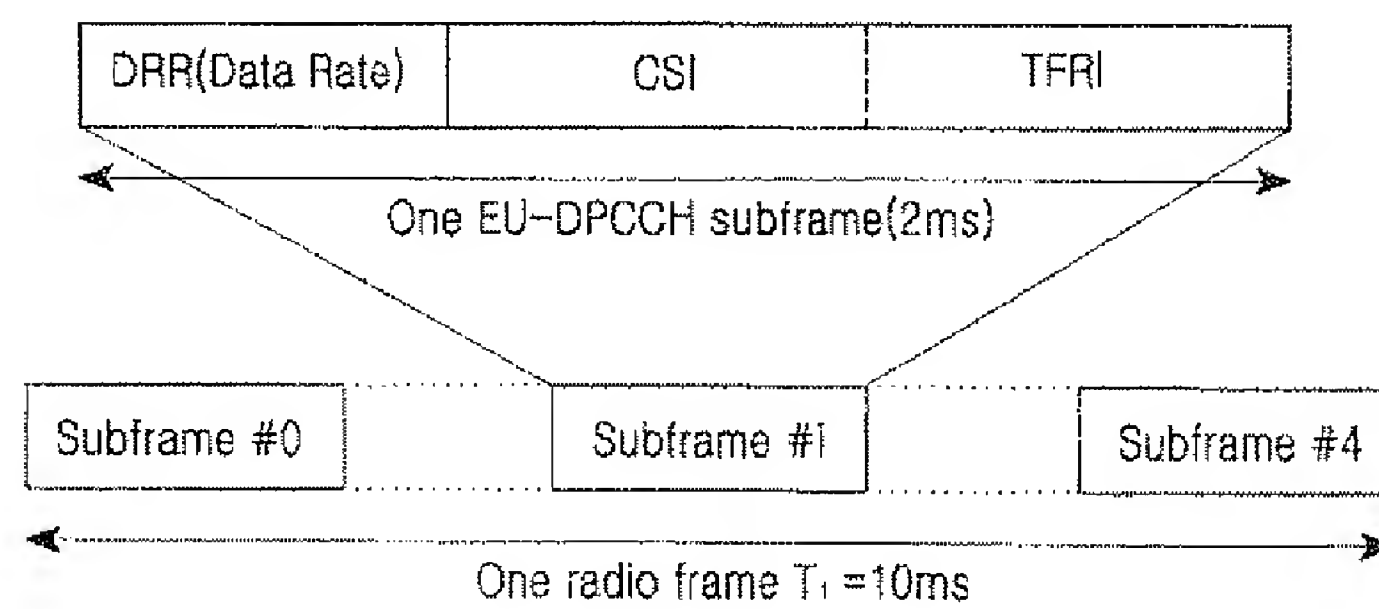 DRR(Data Rate) CSI TFRI
One EU-DPCCH subframe(2ms)
Subframe #0 Subframe #1 Subframe #4
One radio frame T₁ =10ms